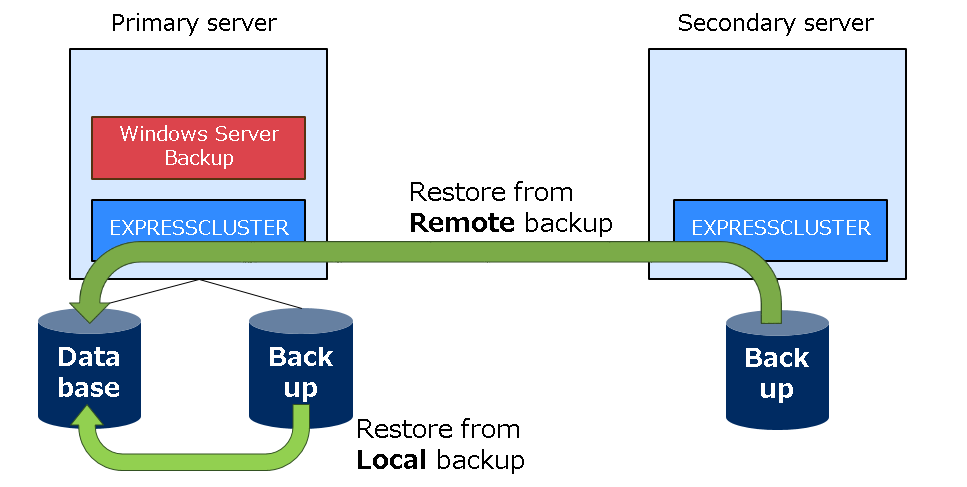 Primary server
Secondary server
Windows Server
Backup
Restore from
Remote backup
EXPRESSCLUSTER
EXPRESSCLUSTER
Data
base
Back
up
Back
up
Restore from
Local backup